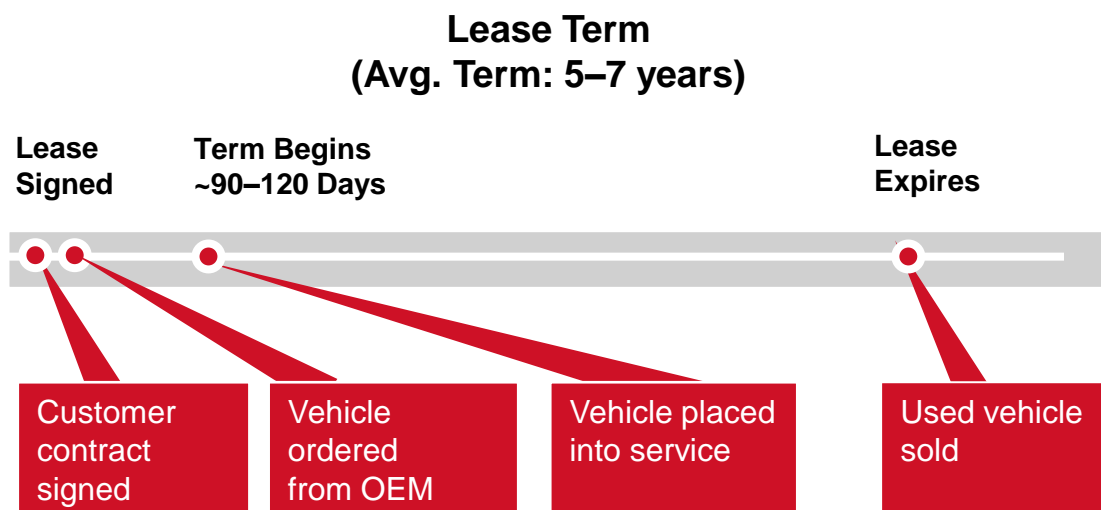 Lease Term
(Avg. Term: 5–7 years)
Lease
Signed
Term Begins
~90–120 Days
Lease
Expires
Customer
contract
signed
Vehicle
ordered
from OEM
Vehicle placed
into service
Used vehicle
sold